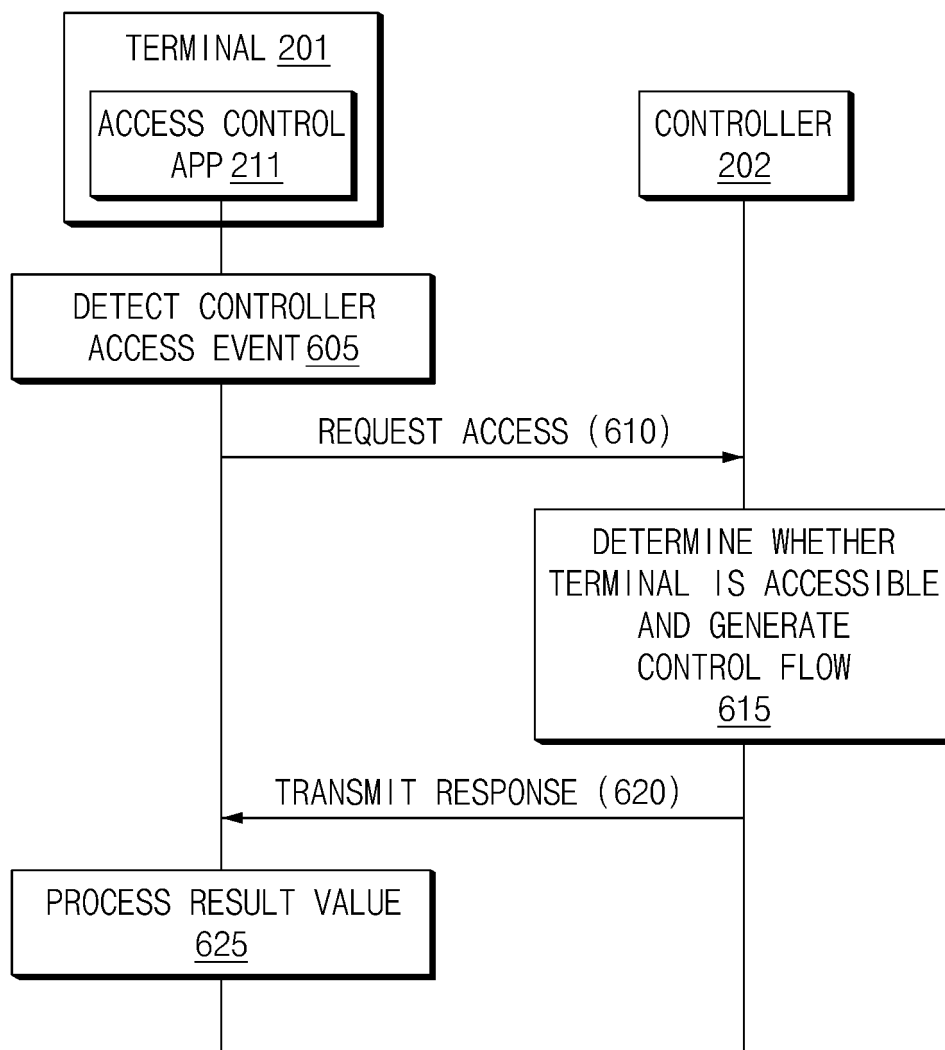 TERMINAL 201
ACCESS CONTROL
APP 211
CONTROLLER
202
DETECT CONTROLLER
ACCESS EVENT 605
REQUEST ACCESS (610)
DETERMINE WHETHER
TERMINAL IS ACCESSIBLE
AND GENERATE
CONTROL FLOW
615
TRANSMIT RESPONSE (620)
PROCESS RESULT VALUE
625